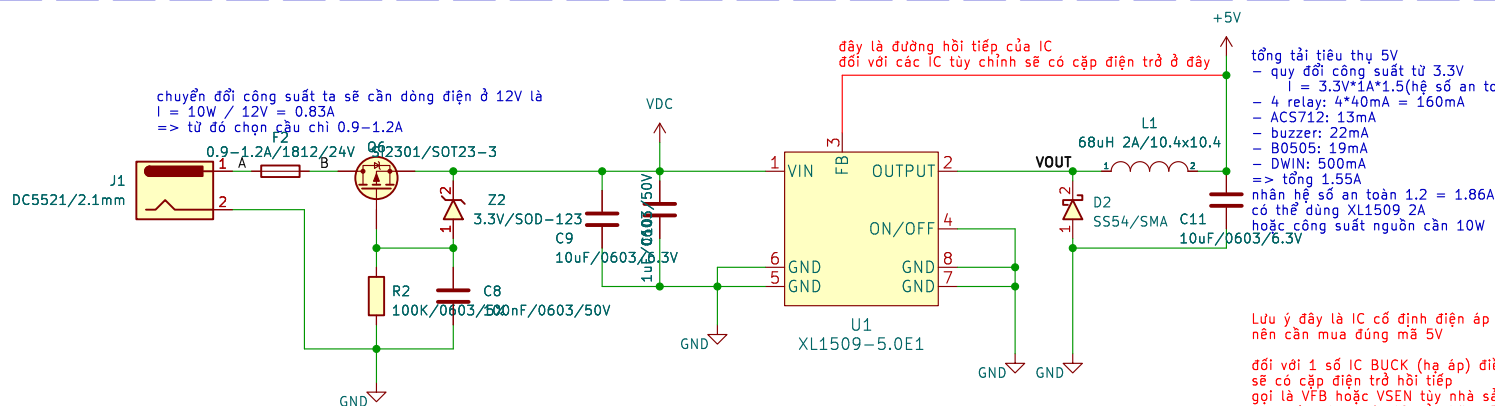 +5V
đây là đường hồi tiếp của IC
đối với các IC tùy chỉnh sẽ có cặp điện trở ở đây
tổng tải tiêu thụ 5V
- quy đổi công suất từ 3.3V
I = 3.3V*1A*1.5(hệ số an to
- 4 relay: 4*40mA = 160mA
- ACS712: 13mA
- buzzer: 22mA
- B0505: 19mA
- DWIN: 500mA
=> tổng 1.55A
nhân hệ số an toàn 1.2 = 1.86A
có thể dùng XL1509 2A
hoặc công suất nguồn cần 10W
chuyển đổi công suất ta sẽ cần dòng điện ở 12V là
I = 10W / 12V = 0.83A
=> từ đó chọn cầu chì 0.9-1.2A
VDC
F2
0.9-1.2A/1812/24V
Q6
SI2301/SOT23-3
A
B
J1
DC5521/2.1mm
1
2
Z2
3.3V/SOD-123
2
1
C9
10uF/0603/6.3V
R2
100K/0603/5%
C8
100nF/0603/50V
GND
GND
1
VIN
3
FB
OUTPUT
2
ON/OFF
4
6
GND
5
GND
GND
8
GND
7
U1
XL1509-5.0E1
GND
VOUT
L1
68uH 2A/10.4x10.4
1
2
2
1
D2
SS54/SMA
C11
10uF/0603/6.3V
GND
Lưu ý đây là IC cố định điện áp
nên cần mua đúng mã 5V
đối với 1 số IC BUCK (hạ áp) điề
sẽ có cặp điện trở hồi tiếp
gọi là VFB hoặc VSEN tùy nhà sả